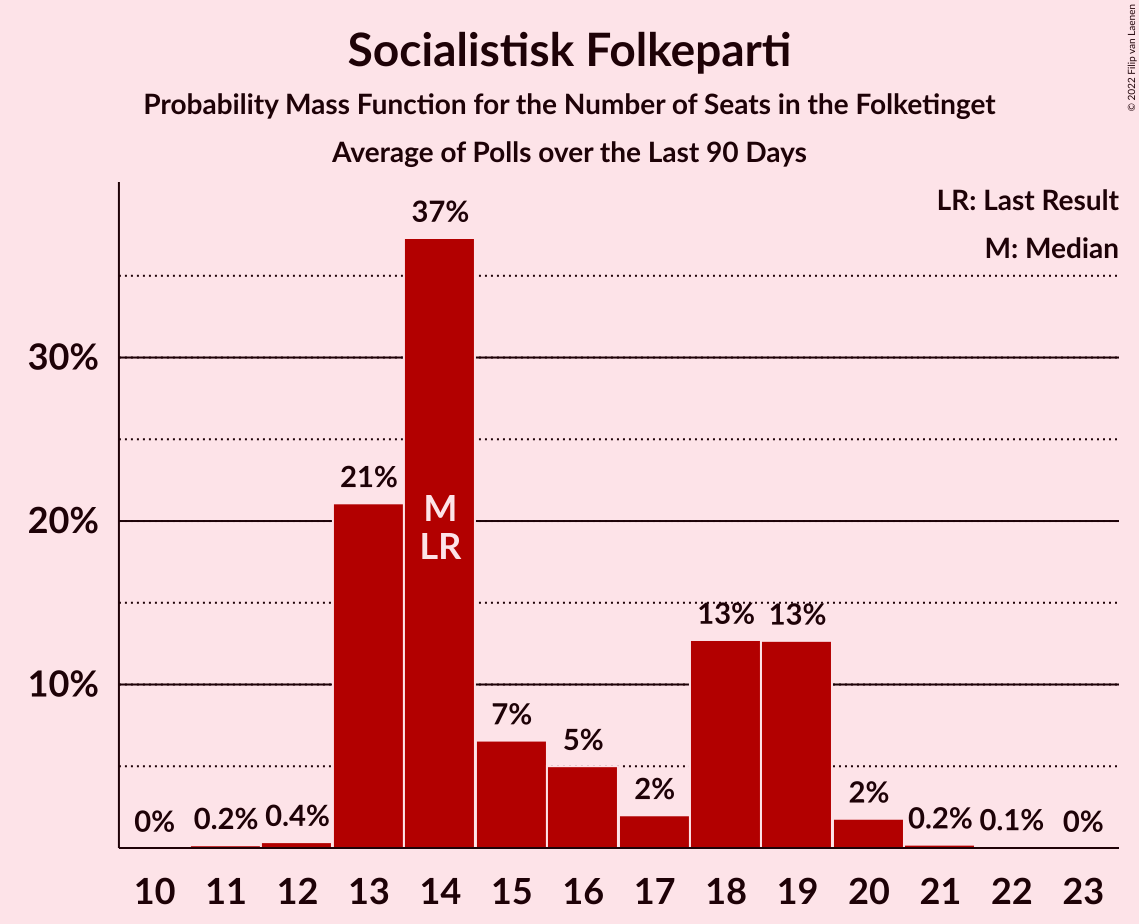 Socialistisk Folkeparti
Probability Mass Function for the Number of Seats in the Folketinget
Average of Polls over the Last 90 Days
© 2022 Filip van Laenen
LR: Last Result
M: Median
37%
30%
21%
M
20%
LR
13% 13%
10%
7%
5%
2%
2%
0% 0.2% 0.4%
0.2% 0.1% 0%
10 11 12 13 14 15 16 17 18 19 20 21 22 23